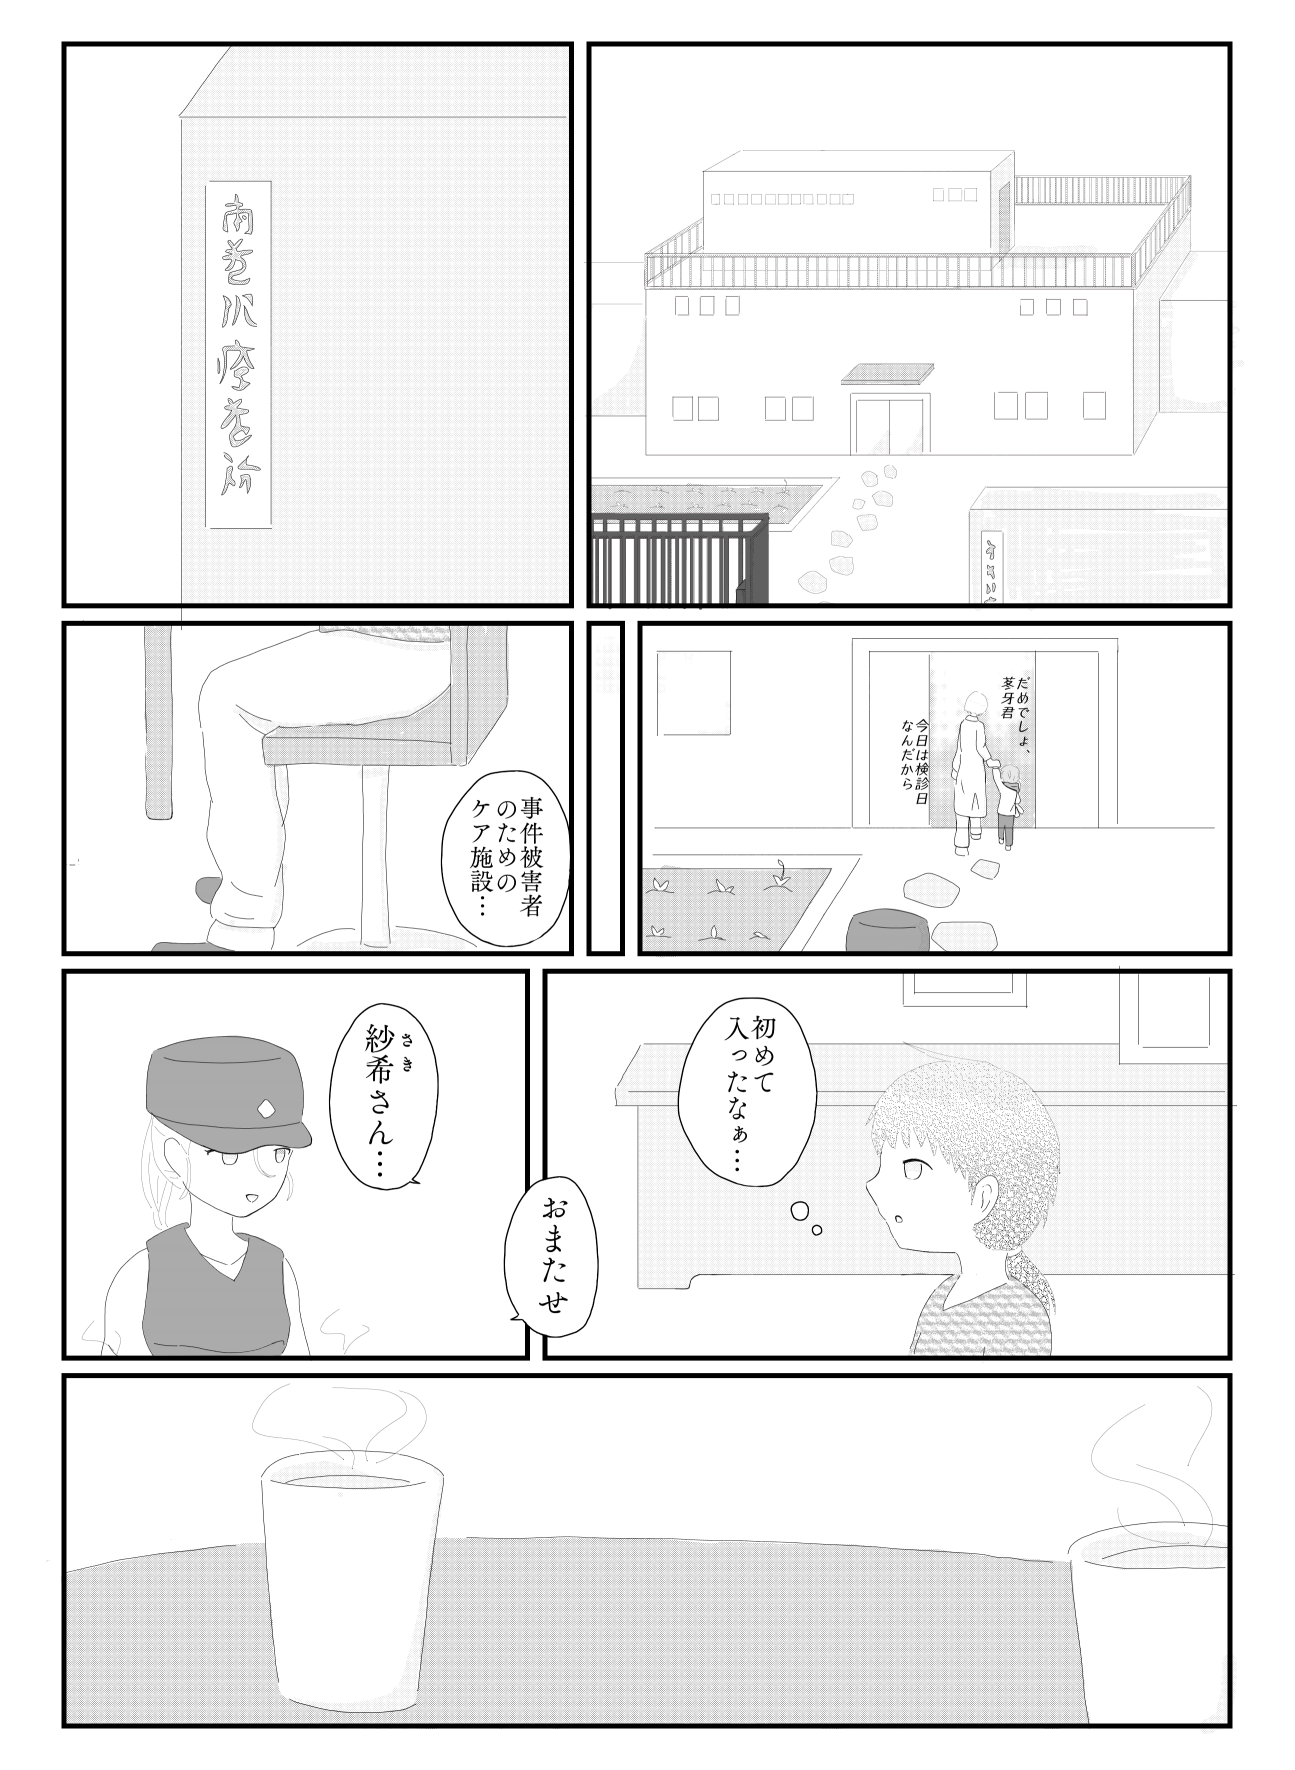 だめでしょ、
苳牙君
今日は検診日
なんだから
事件被害者
のための
ケア施設…
初めて
入ったなぁ…
おまたせ
紗希さん…
さき